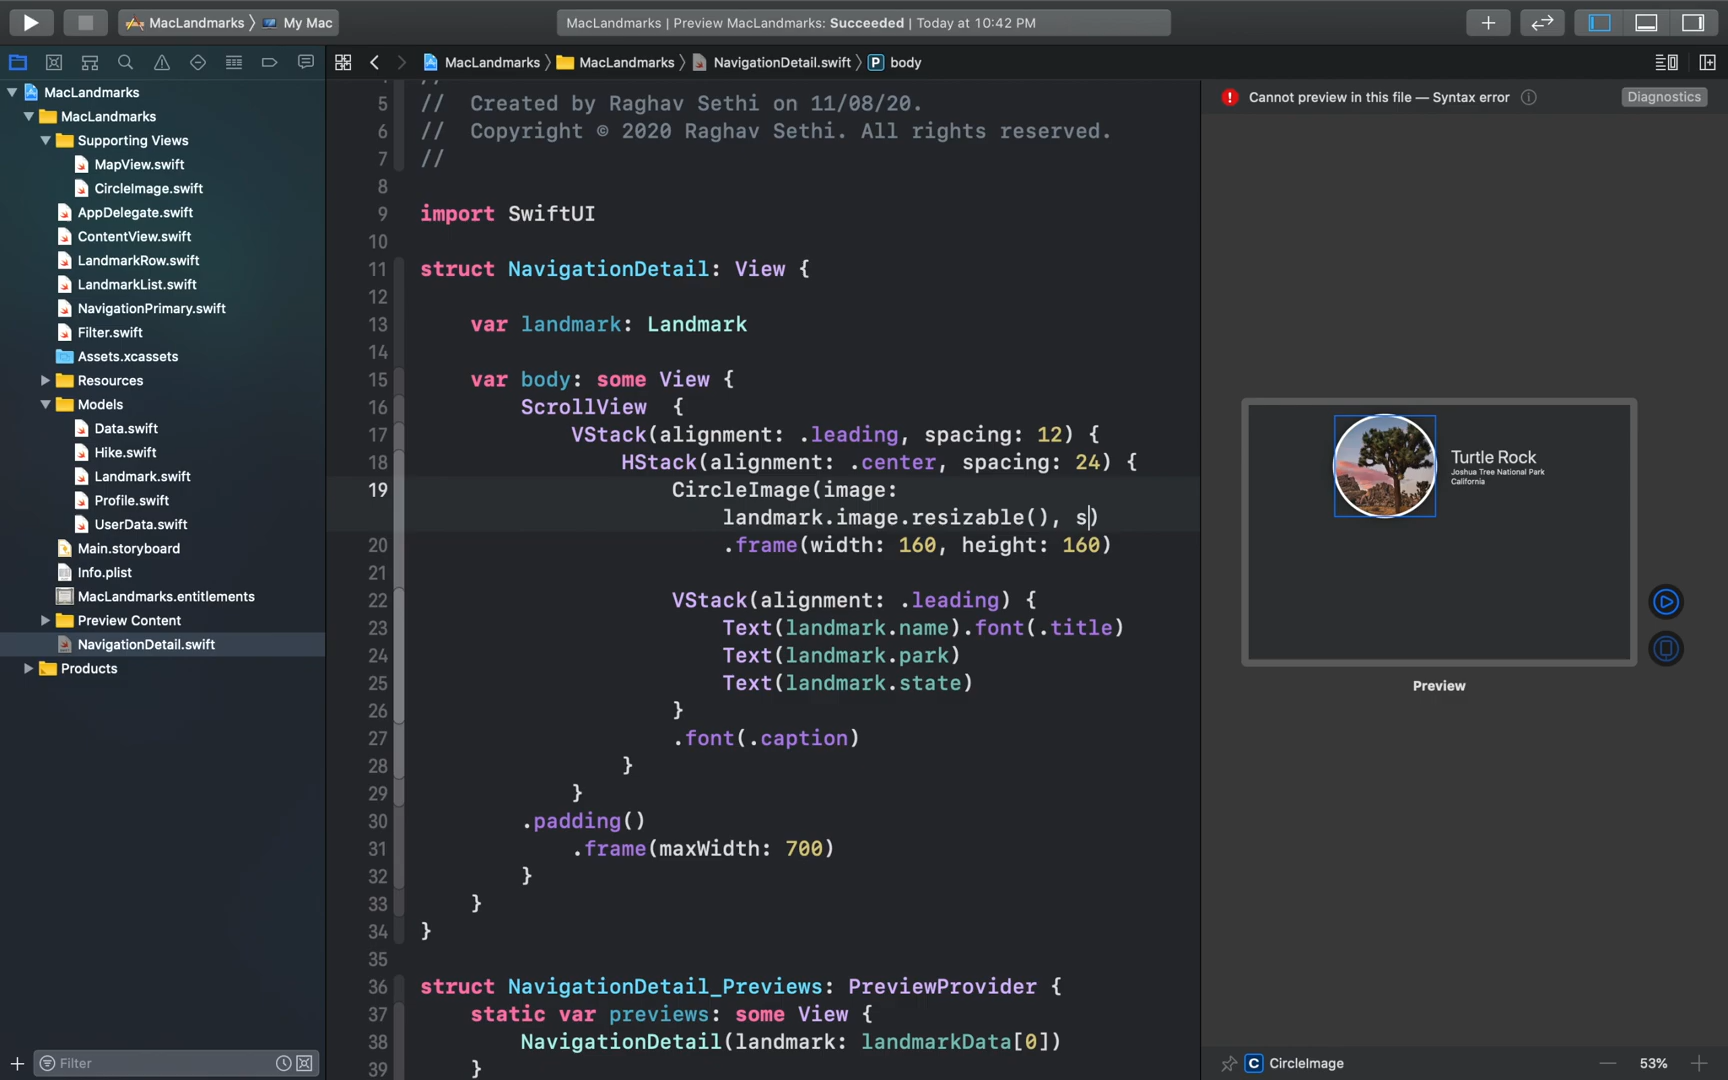 MacLandmarks 〉 My Mac
MacLandmarks | Preview MacLandmarks: Succeeded | Today at 10:42 PM
MacLandmarks 〉 MacLandmarks 〉 NavigationDetail.swift 〉 P body
MacLandmarks
MacLandmarks
Supporting Views
MapView.swift
CircleImage.swift
AppDelegate.swift
ContentView.swift
LandmarkRow.swift
LandmarkList.swift
NavigationPrimary.swift
Filter.swift
Assets.xcassets
Resources
Models
Data.swift
Hike.swift
Landmark.swift
Profile.swift
UserData.swift
Main.storyboard
Info.plist
MacLandmarks.entitlements
Preview Content
NavigationDetail.swift
Products
Filter
5 //  Created by Raghav Sethi on 11/08/20.
6 //  Copyright © 2020 Raghav Sethi. All rights reserved.
7 //
8
9 import SwiftUI
10
11 struct NavigationDetail: View {
12
13     var landmark: Landmark
14
15     var body: some View {
16         ScrollView  {
17             VStack(alignment: .leading, spacing: 12) {
18                 HStack(alignment: .center, spacing: 24) {
19                     CircleImage(image:
landmark.image.resizable(), s)
20                         .frame(width: 160, height: 160)
21
22                     VStack(alignment: .leading) {
23                         Text(landmark.name).font(.title)
24                         Text(landmark.park)
25                         Text(landmark.state)
26                     }
27                     .font(.caption)
28                 }
29             }
30         .padding()
31             .frame(maxWidth: 700)
32         }
33     }
34 }
35
36 struct NavigationDetail_Previews: PreviewProvider {
37     static var previews: some View {
38         NavigationDetail(landmark: landmarkData[0])
39     }
Cannot preview in this file — Syntax error
Diagnostics
Turtle Rock
Joshua Tree National Park
California
Preview
C CircleImage
53%